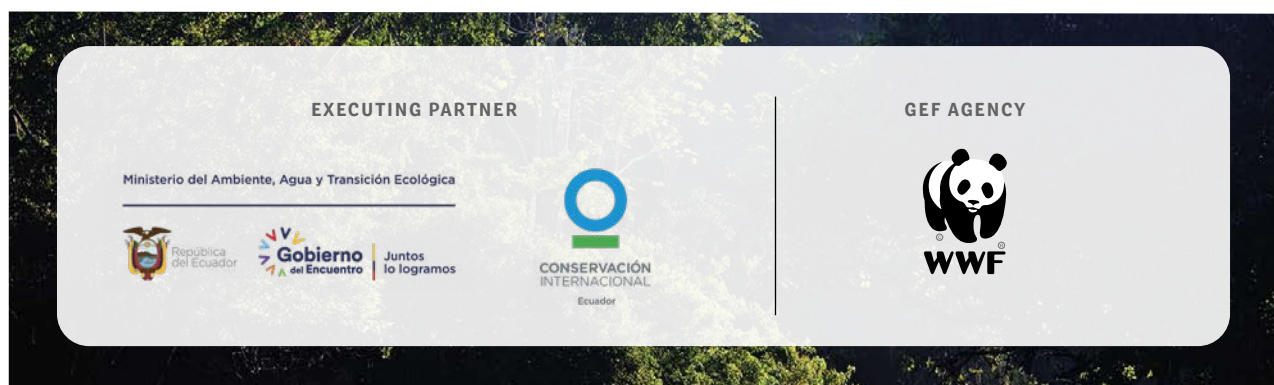 EXECUTING PARTNER
Ministerio del Ambiente, Agua y Transición Ecológica
República
del Ecuador
Gobierno
del Encuentro
Juntos
lo logramos
CONSERVACIÓN
INTERNACIONAL
Ecuador
GEF AGENCY
©
®
WWF